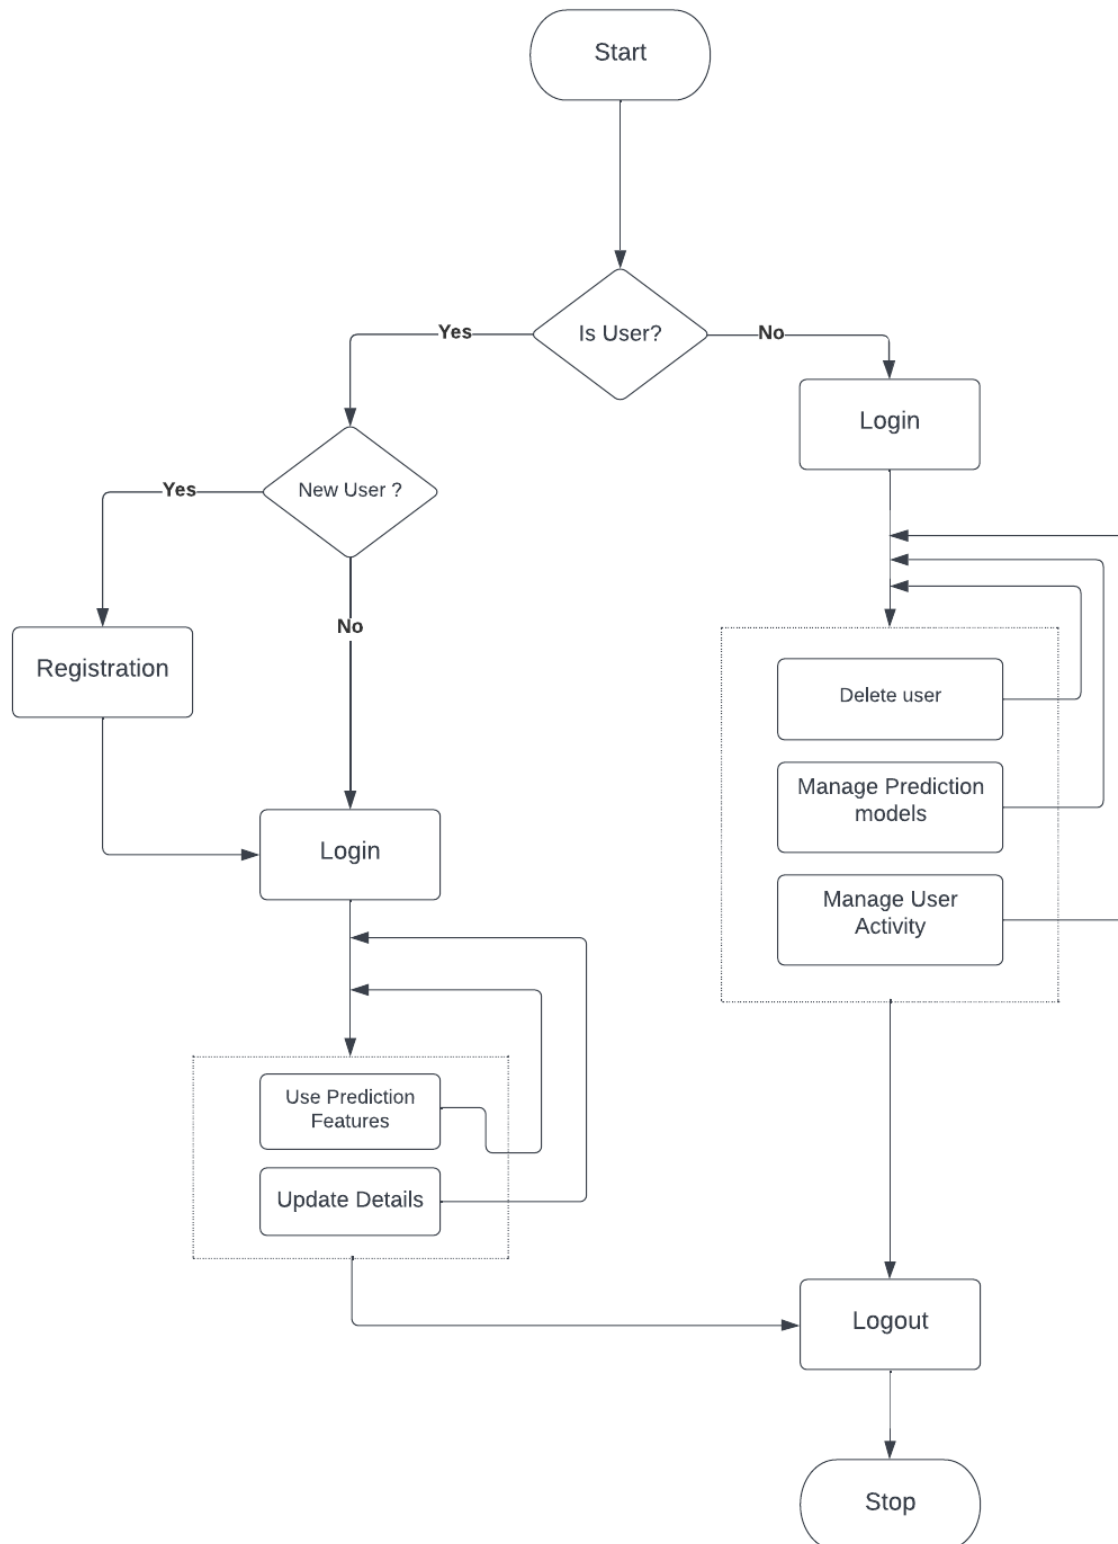 Start
Is User?
Yes
No
Login
New User ?
Yes
No
Registration
Delete user
Manage Prediction
models
Manage User
Activity
Login
Use Prediction
Features
Update Details
Logout
Stop